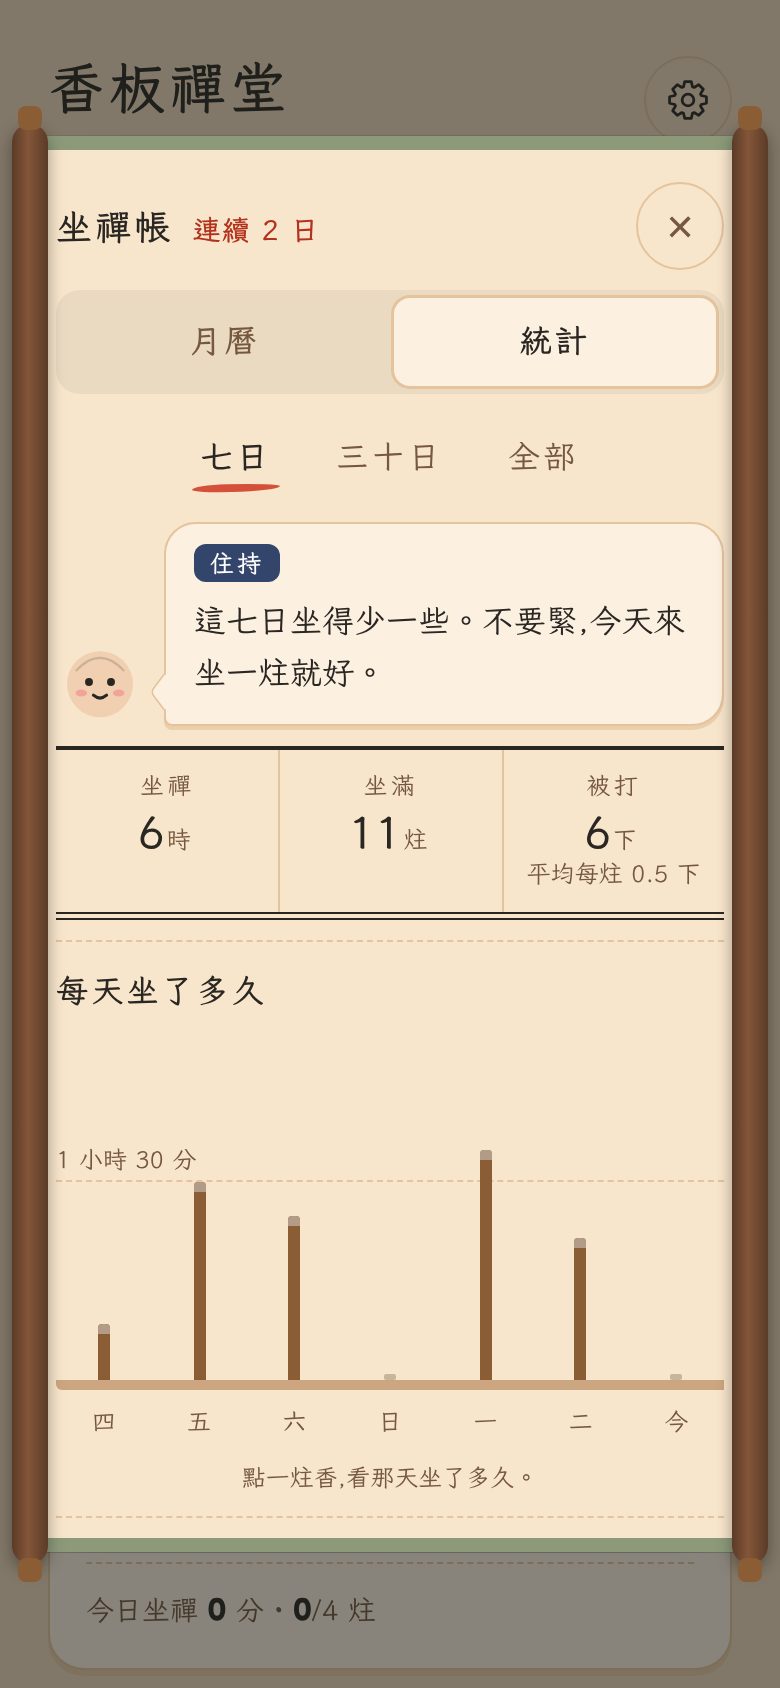 香板禪堂
坐禪帳 連續 2 日
月曆 統計
七日 三十日 全部
住持
這七日坐得少一些。不要緊,今天來
坐一炷就好。
坐禪 坐滿 被打
6時 11炷 6下
平均每炷 0.5 下
每天坐了多久
1 小時 30 分
四 五 六 日 一 二 今
點一炷香,看那天坐了多久。
今日坐禪 0 分・0/4 炷